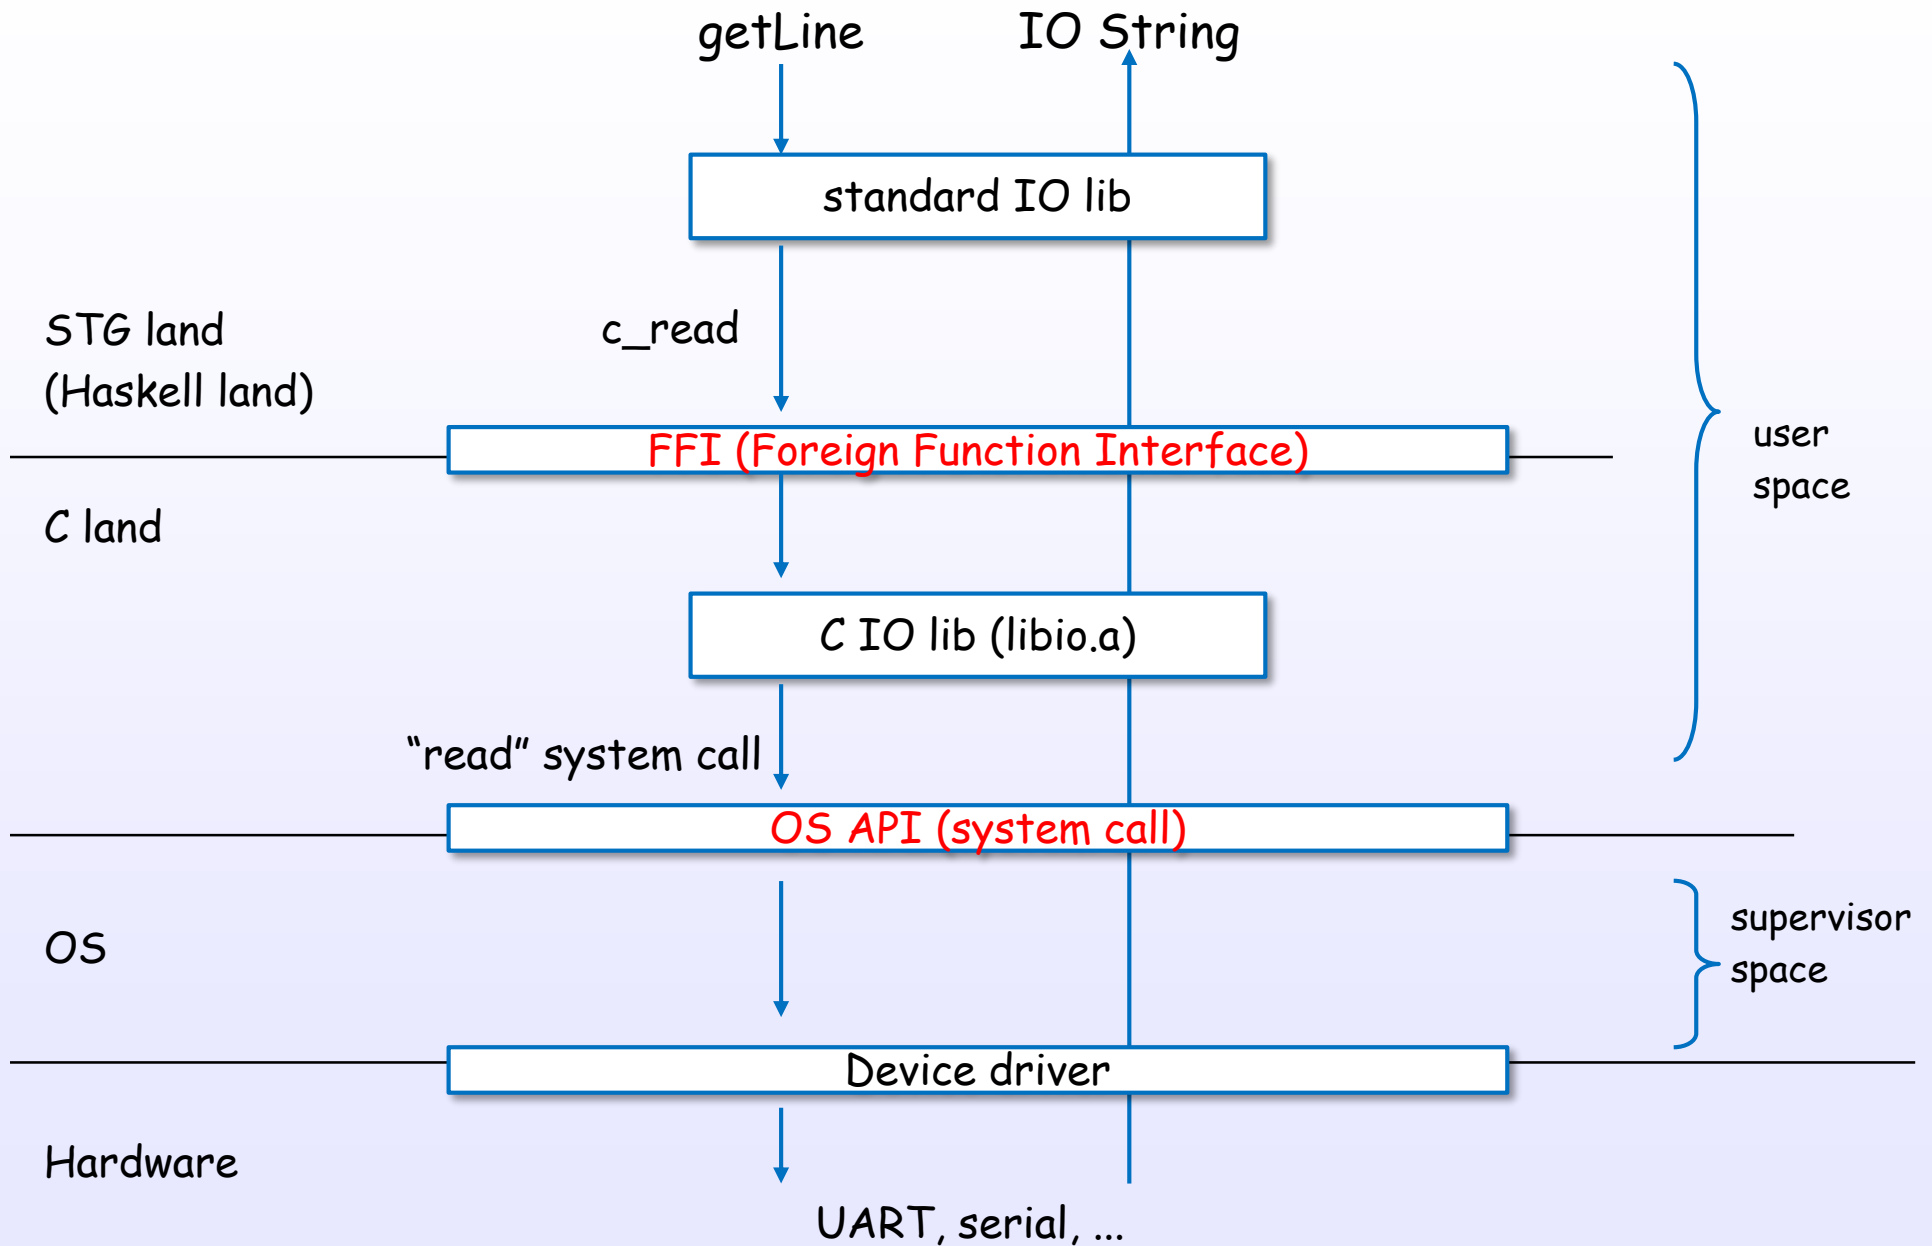 getLine IO String
standard IO lib
STG land
(Haskell land)
c_read
FFI (Foreign Function Interface)
user
space
C land
C IO lib (libio.a)
“read” system call
OS API (system call)
OS
supervisor
space
Device driver
Hardware
UART, serial, ...